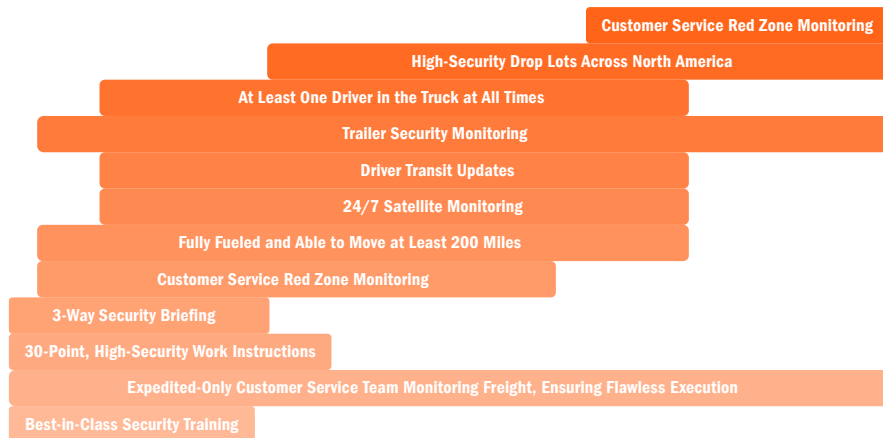 Customer Service Red Zone Monitoring
High-Security Drop Lots Across North America
At Least One Driver in the Truck at All Times
Trailer Security Monitoring
Driver Transit Updates
24/7 Satellite Monitoring
Fully Fueled and Able to Move at Least 200 Miles
Customer Service Red Zone Monitoring
3-Way Security Briefing
30-Point, High-Security Work Instructions
Expedited-Only Customer Service Team Monitoring Freight, Ensuring Flawless Execution
Best-in-Class Security Training